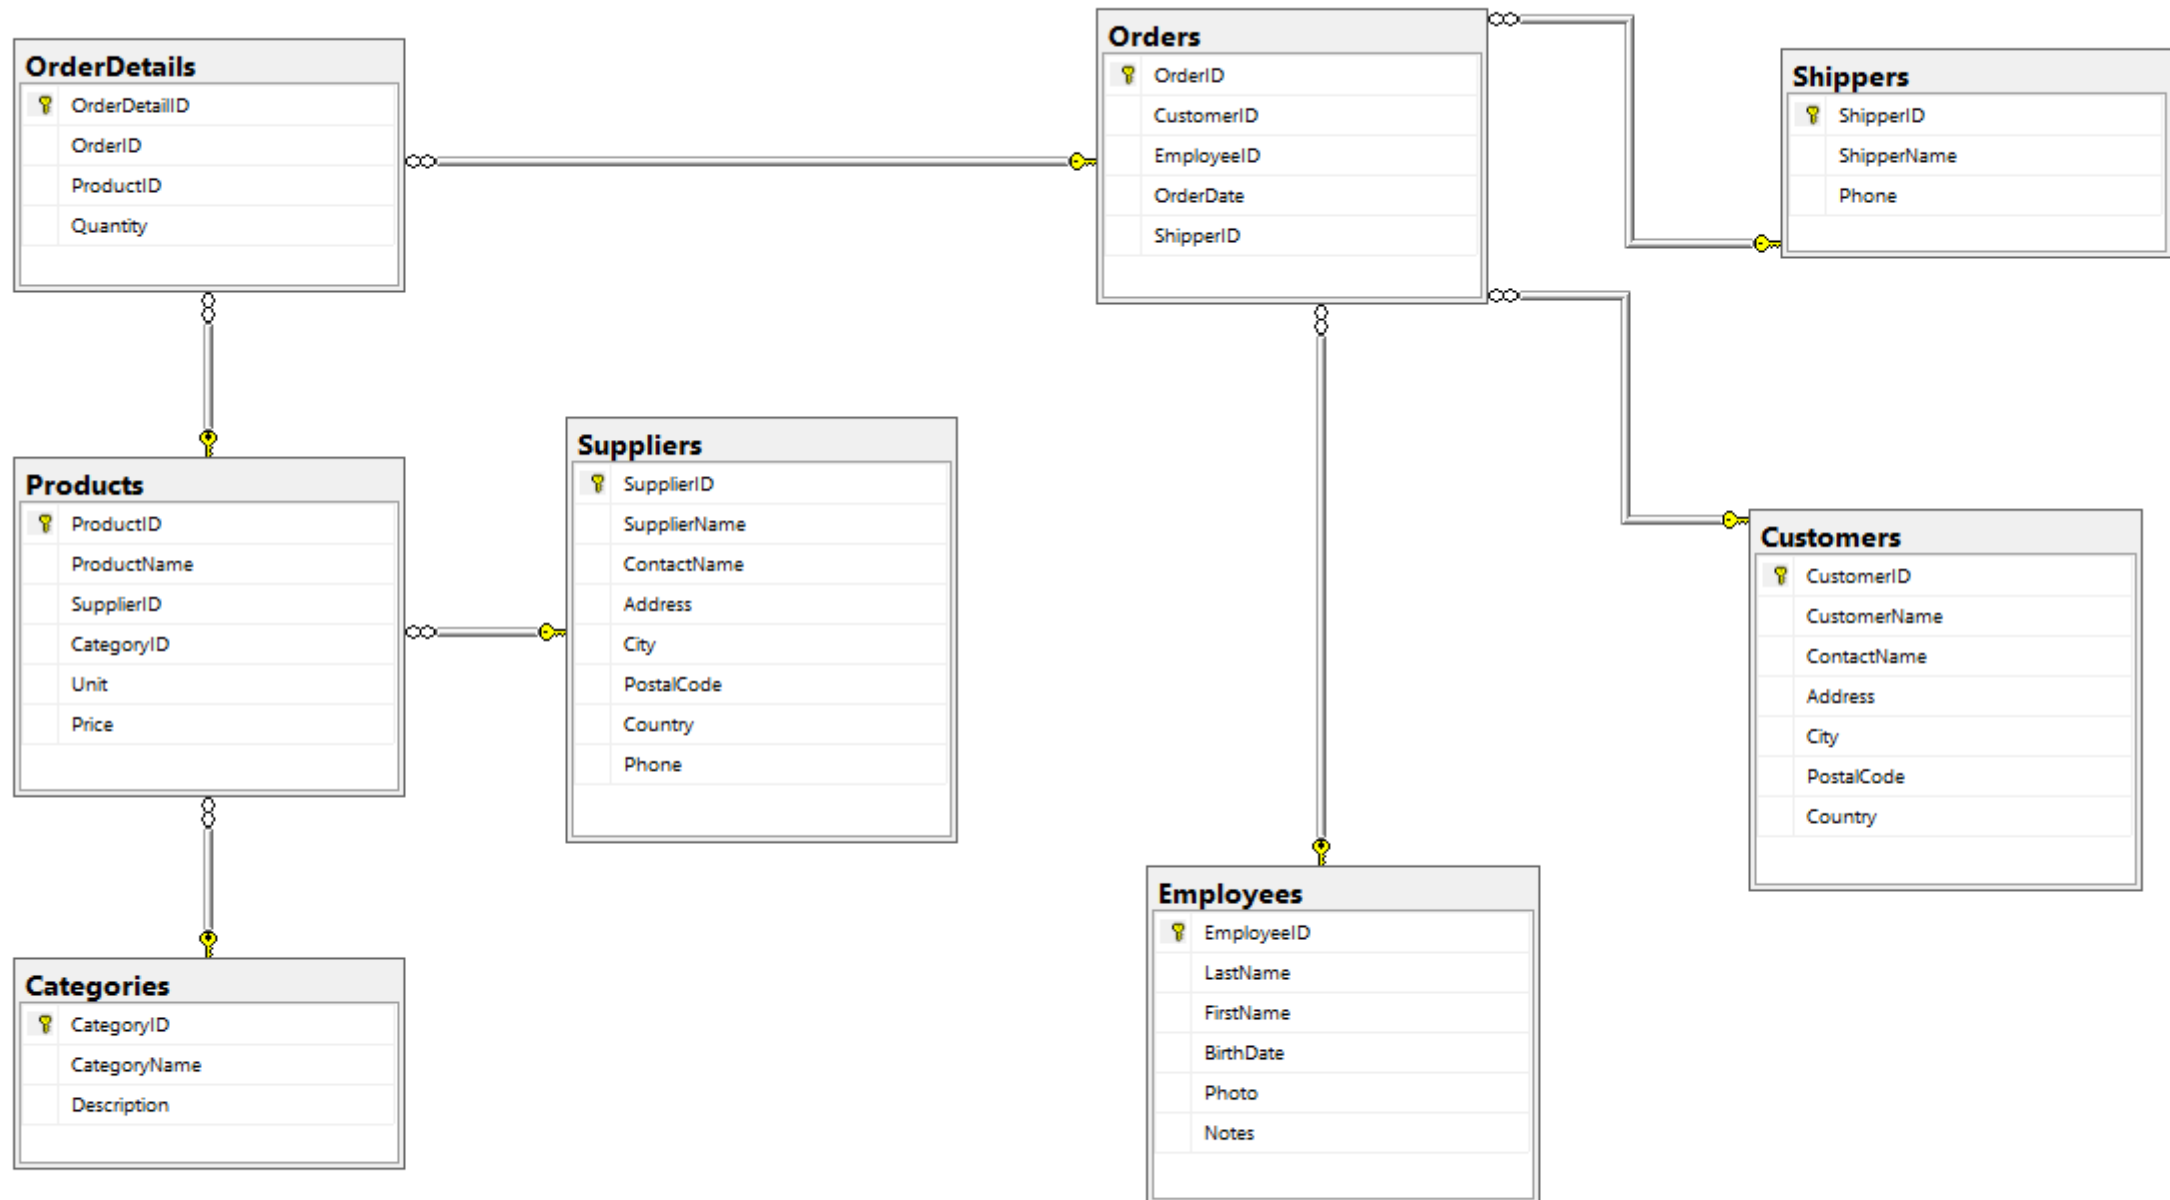 OrderDetails
OrderDetailID
OrderID
ProductID
Quantity
Orders
OrderID
CustomerID
EmployeeID
OrderDate
ShipperID
Shippers
ShipperID
ShipperName
Phone
Products
ProductID
ProductName
SupplierID
CategoryID
Unit
Price
Suppliers
SupplierID
SupplierName
ContactName
Address
City
PostalCode
Country
Phone
Customers
CustomerID
CustomerName
ContactName
Address
City
PostalCode
Country
Categories
CategoryID
CategoryName
Description
Employees
EmployeeID
LastName
FirstName
BirthDate
Photo
Notes